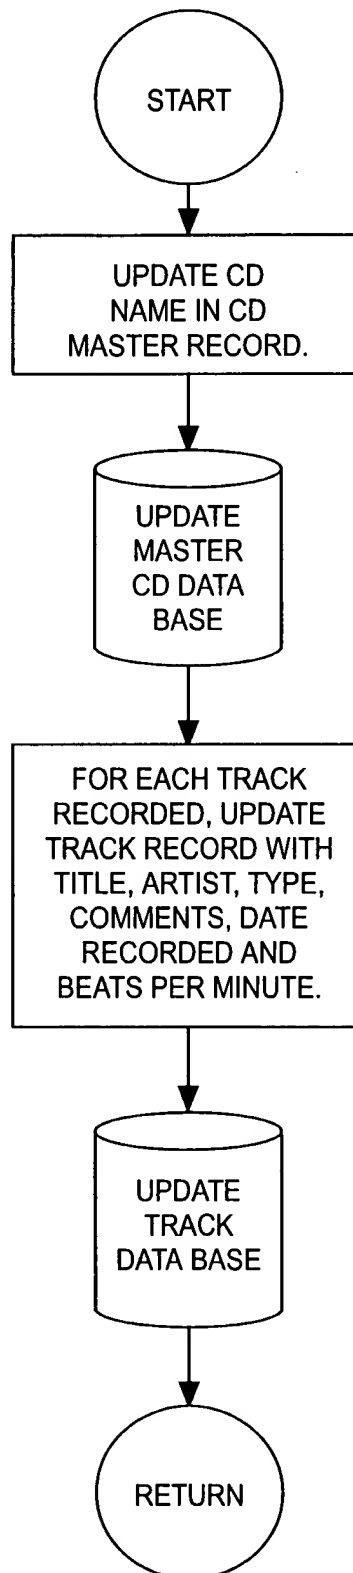 START
UPDATE CD
NAME IN CD
MASTER RECORD.
UPDATE
MASTER
CD DATA
BASE
FOR EACH TRACK
RECORDED, UPDATE
TRACK RECORD WITH
TITLE, ARTIST, TYPE,
COMMENTS, DATE
RECORDED AND
BEATS PER MINUTE.
UPDATE
TRACK
DATA BASE
RETURN